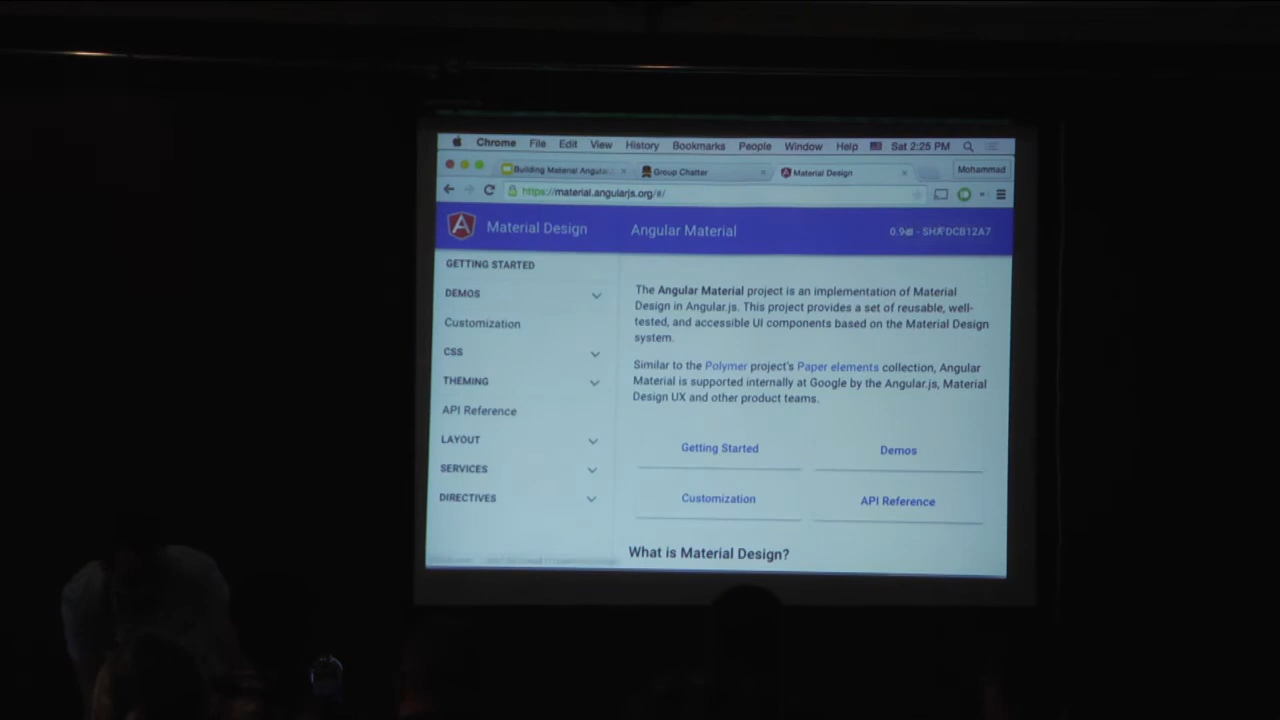 Chrome File Edit View History Bookmarks People Window Help Sat 2:25 PM
Building Material Angular Group Chatter Material Design Mohammad
https://material.angularjs.org/#/
Material Design Angular Material
GETTING STARTED
DEMOS
Customization
CSS
THEMING
API Reference
LAYOUT
SERVICES
DIRECTIVES
The Angular Material project is an implementation of Material
Design in Angular.js. This project provides a set of reusable, well-
tested, and accessible UI components based on the Material Design
system.
Similar to the Polymer project's Paper elements collection, Angular
Material is supported internally at Google by the Angular.js, Material
Design UX and other product teams.
Getting Started Demos
Customization API Reference
What is Material Design?